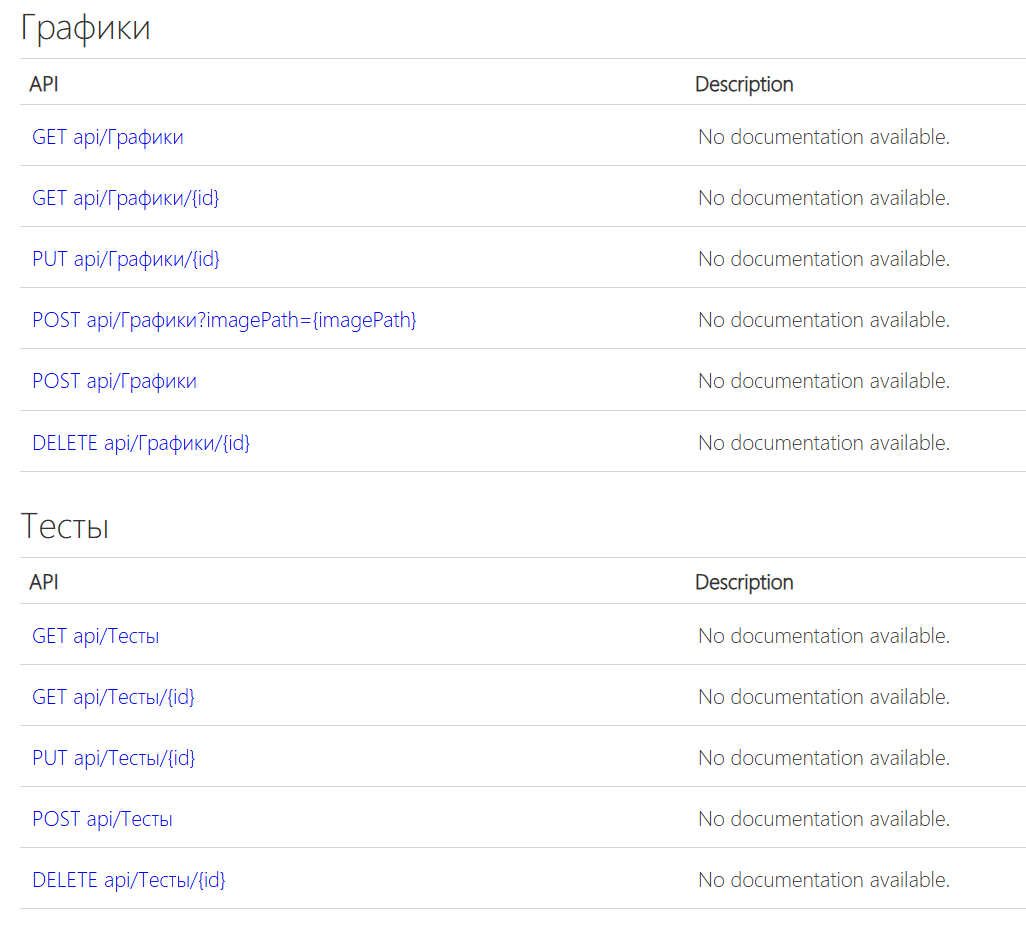 Графики
API Description
GET api/Графики No documentation available.
GET api/Графики/{id} No documentation available.
PUT api/Графики/{id} No documentation available.
POST api/Графики?imagePath={imagePath} No documentation available.
POST api/Графики No documentation available.
DELETE api/Графики/{id} No documentation available.
Тесты
API Description
GET api/Тесты No documentation available.
GET api/Тесты/{id} No documentation available.
PUT api/Тесты/{id} No documentation available.
POST api/Тесты No documentation available.
DELETE api/Тесты/{id} No documentation available.